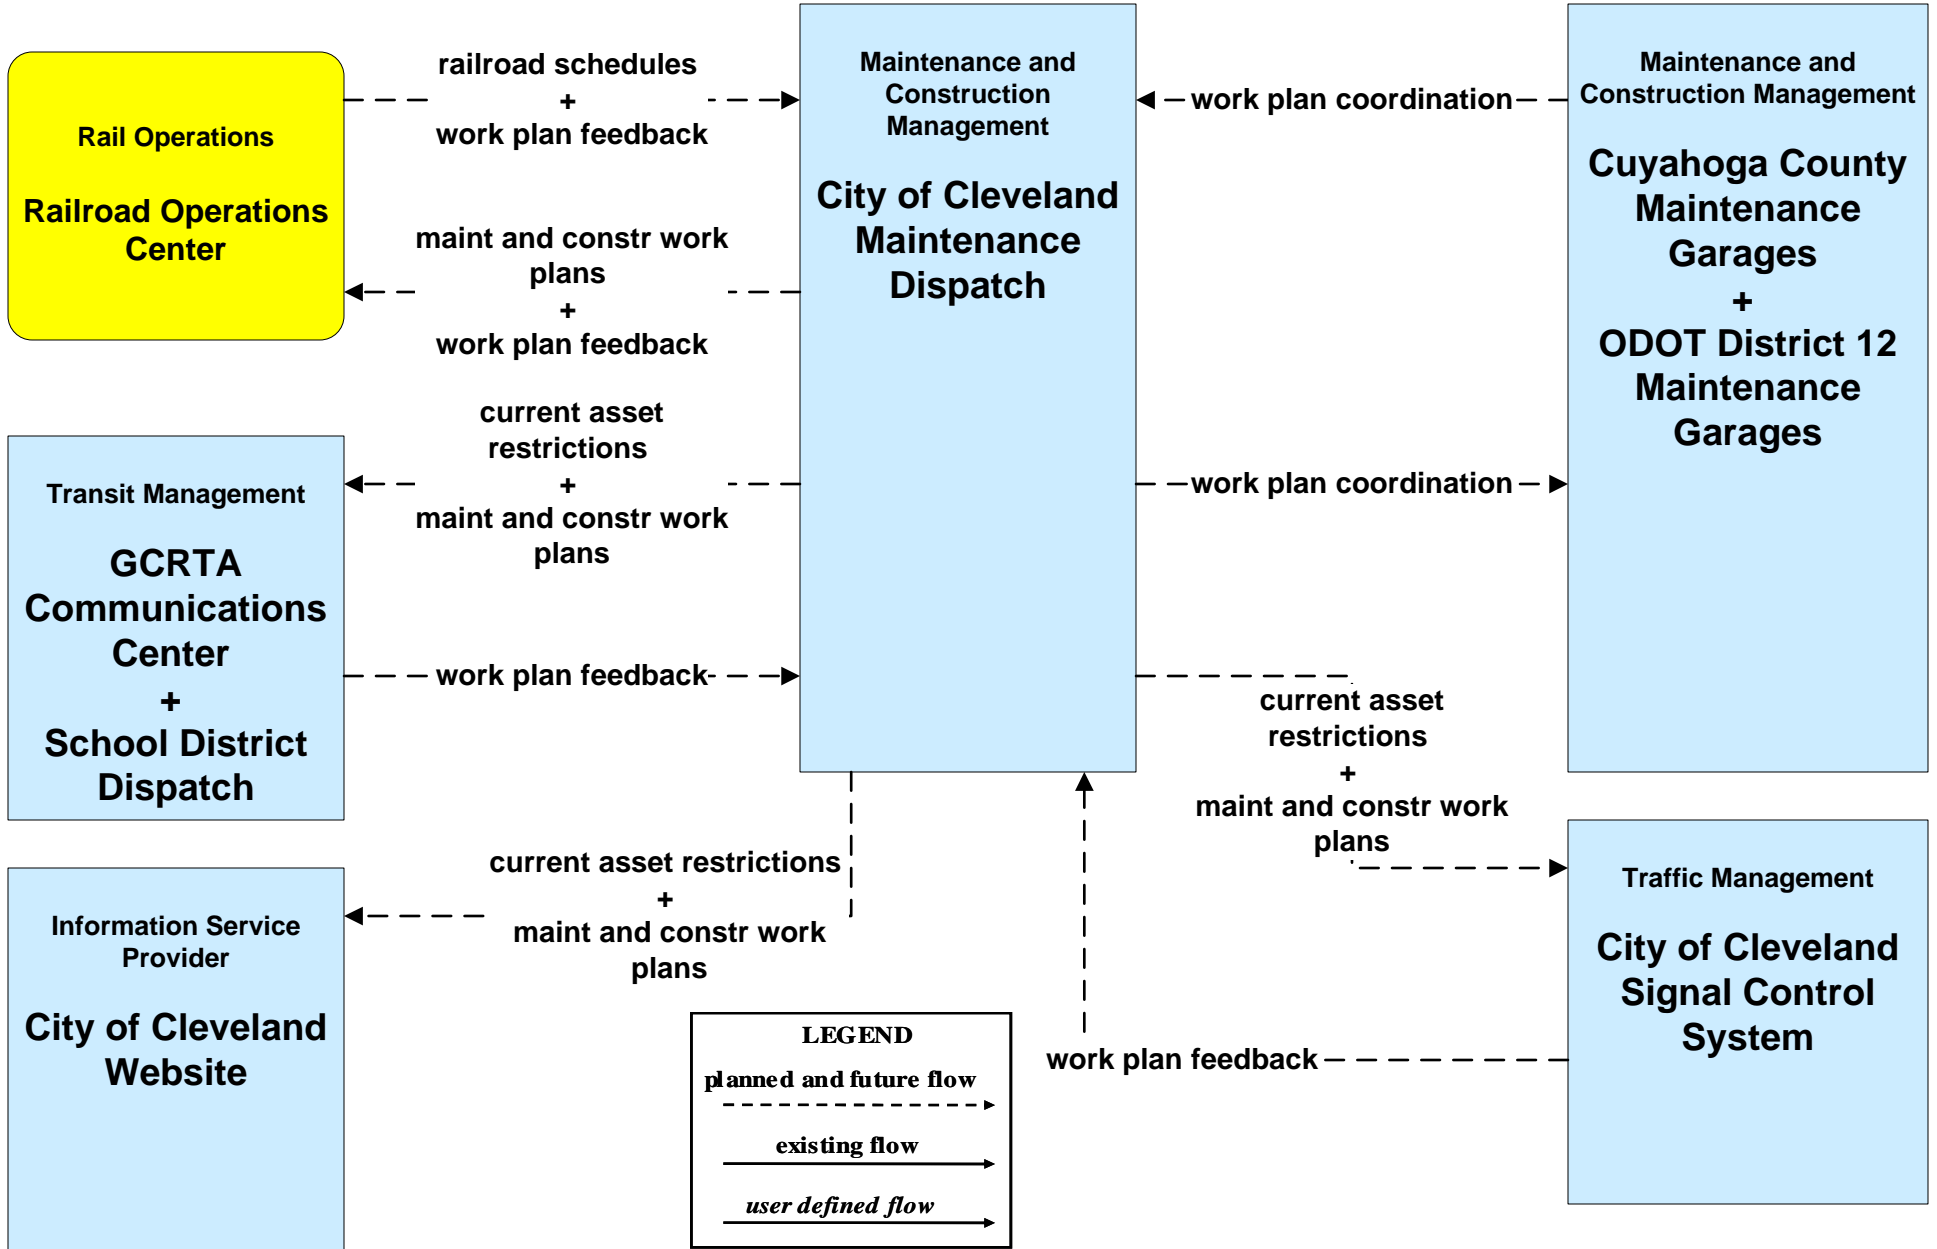 Rail Operations
Railroad Operations
Center
railroad schedules
+
work plan feedback
maint and constr work
plans
+
work plan feedback
Maintenance and
Construction
Management
City of Cleveland
Maintenance
Dispatch
work plan coordination
work plan coordination
Maintenance and
Construction Management
Cuyahoga County
Maintenance
Garages
+
ODOT District 12
Maintenance
Garages
Transit Management
GCRTA
Communications
Center
+
School District
Dispatch
current asset
restrictions
+
maint and constr work
plans
work plan feedback
current asset
restrictions
+
maint and constr work
plans
Information Service
Provider
City of Cleveland
Website
current asset restrictions
+
maint and constr work
plans
Traffic Management
City of Cleveland
Signal Control
System
work plan feedback
LEGEND
planned and future flow
existing flow
user defined flow